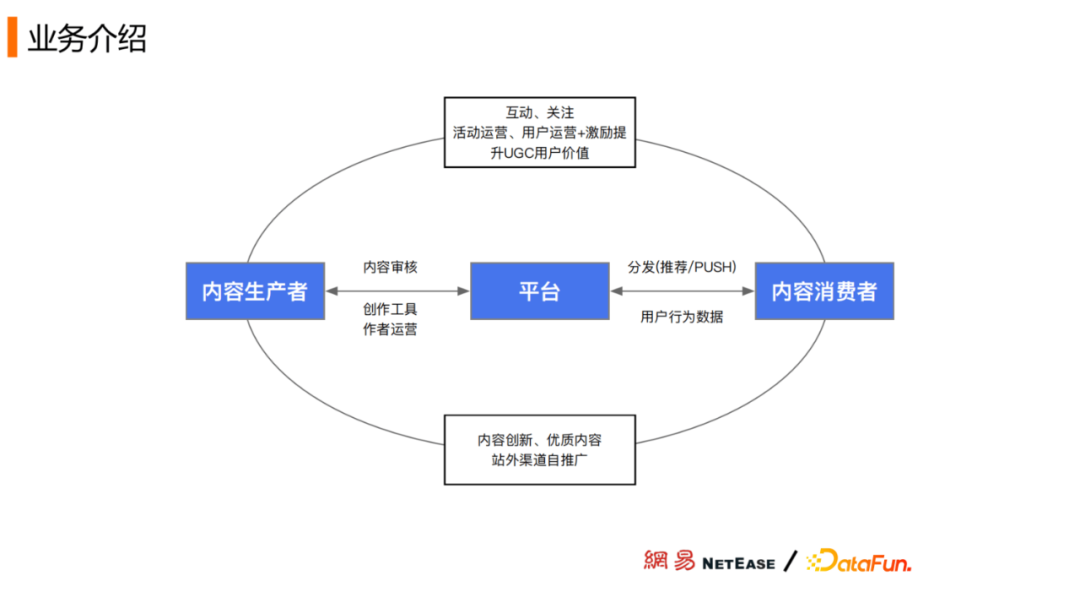 业务介绍
互动、关注
活动运营、用户运营+激励提
升UGC用户价值
内容生产者
内容审核
创作工具
作者运营
平台
分发(推荐/PUSH)
用户行为数据
内容消费者
内容创新、优质内容
站外渠道自推广
網易 NETEASE / DataFun.